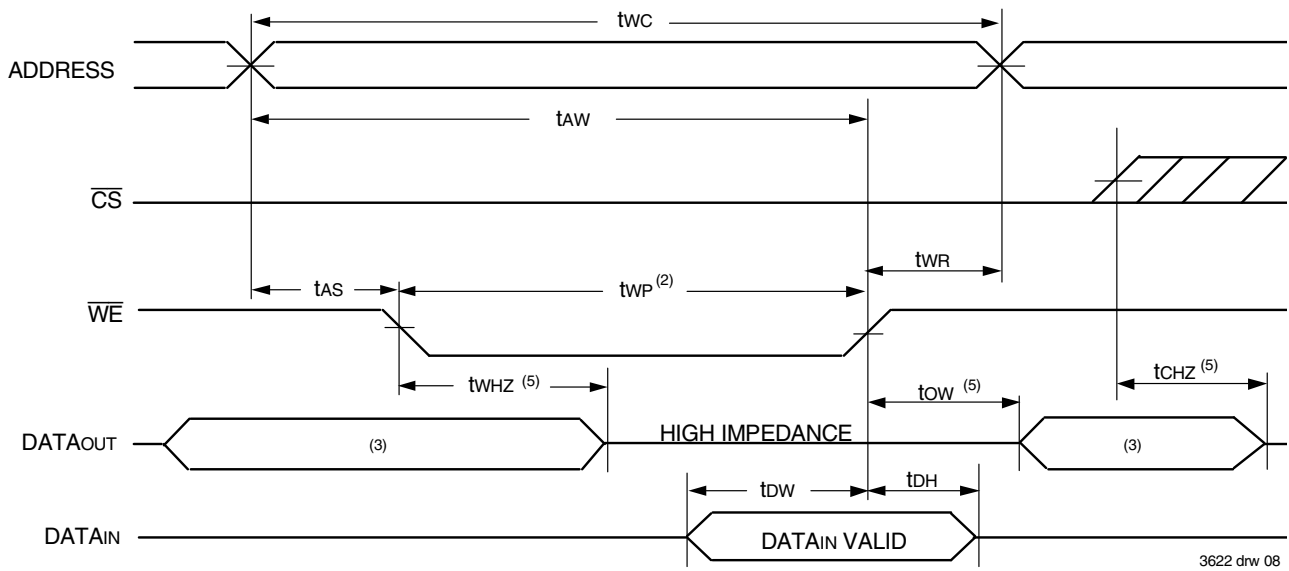 tWC
ADDRESS
tAW
CS
tWR
tAS
tWP (2)
WE
tWHZ (5)
tOW (5)
tCHZ (5)
DATAOUT
(3)
HIGH IMPEDANCE
(3)
tDW
tDH
DATAIN
DATAIN VALID
3622 drw 08